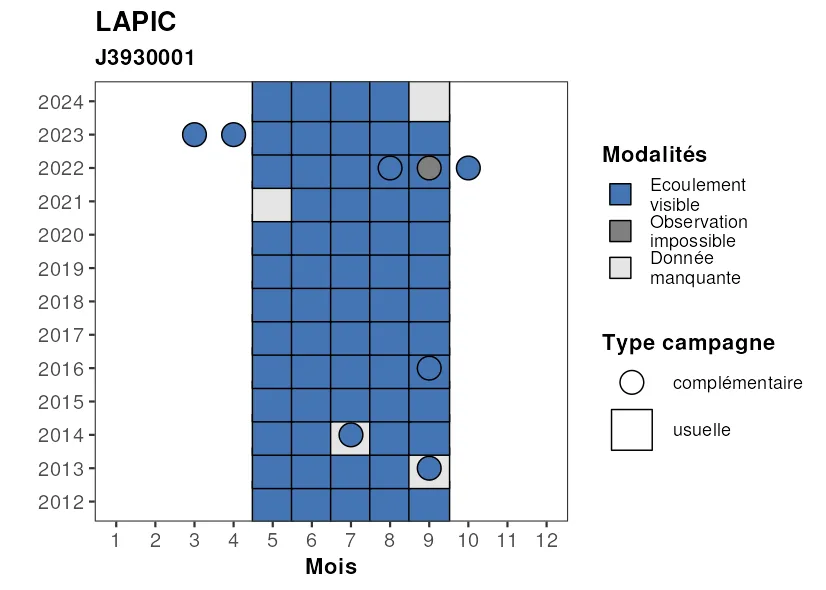 LAPIC
J3930001
2024
2023
2022
2021
2020
2019
2018
2017
2016
2015
2014
2013
2012
1 2 3 4 5 6 7 8 9 10 11 12
Mois
Modalités
Ecoulement
visible
Observation
impossible
Donnée
manquante
Type campagne
complémentaire
usuelle